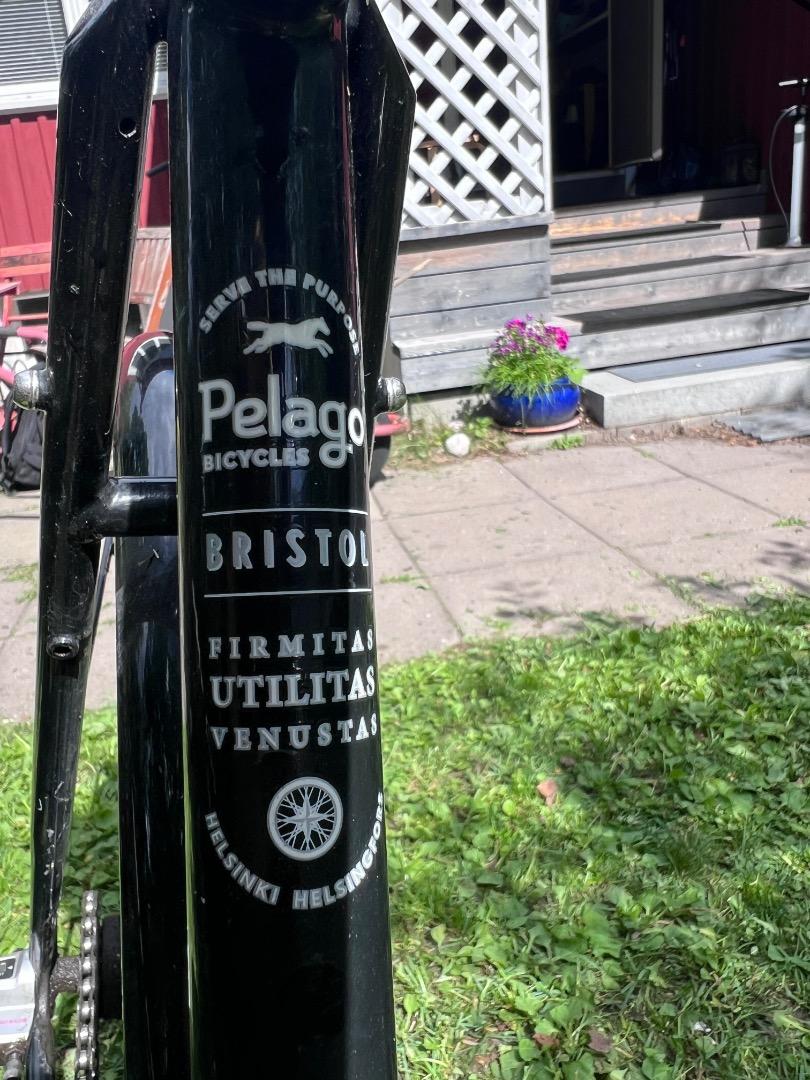 SERVE THE PURPOSE
Pelago
BICYCLES
BRISTOL
FIRMITAS
UTILITAS
VENUSTAS
HELSINKI HELSINGFORS